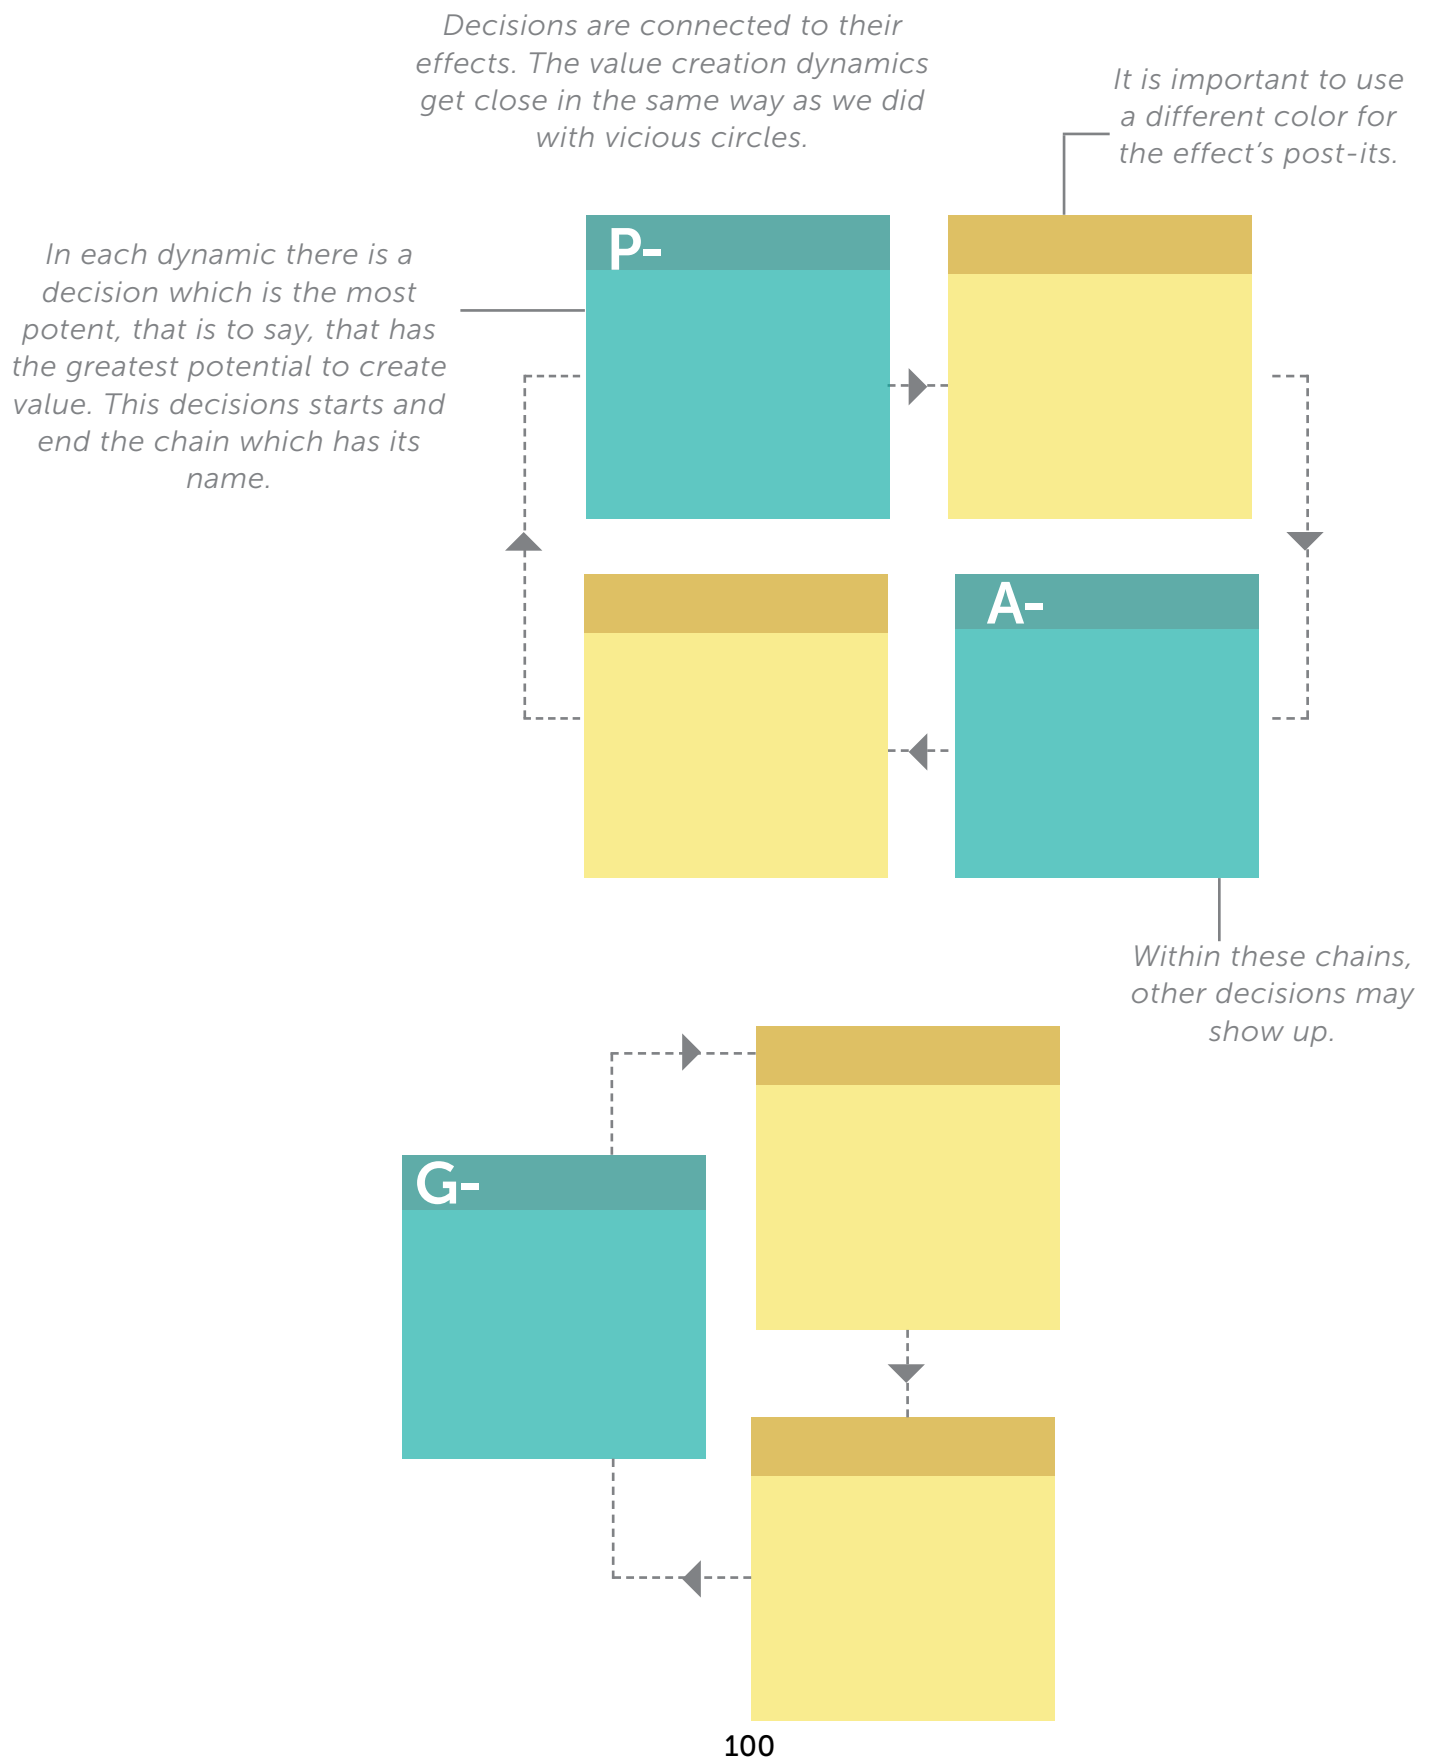 Decisions are connected to their
effects. The value creation dynamics
get close in the same way as we did
with vicious circles.
It is important to use
a different color for
the effect's post-its.
In each dynamic there is a
decision which is the most
potent, that is to say, that has
the greatest potential to create
value. This decisions starts and
end the chain which has its
name.
P-
A-
Within these chains,
other decisions may
show up.
G-
100